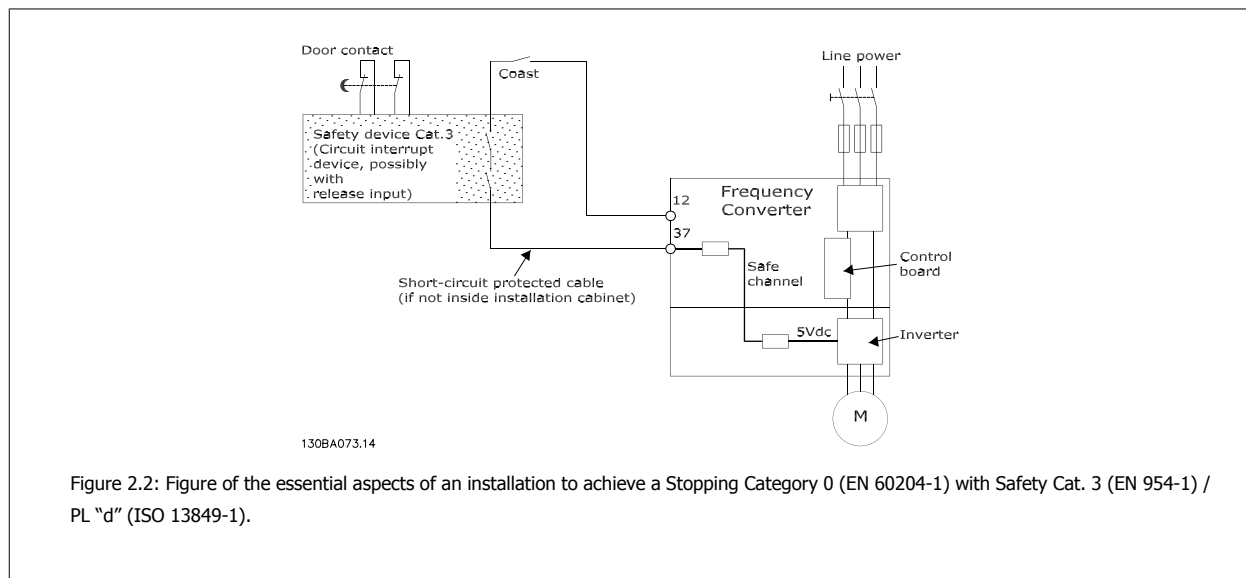 Door contact
Coast
Line power
Safety device Cat.3
(Circuit interrupt
device, possibly
with
release input)
Frequency
Converter
12
37
Safe
channel
Control
board
Short-circuit protected cable
(if not inside installation cabinet)
5Vdc
Inverter
M
130BA073.14
Figure 2.2: Figure of the essential aspects of an installation to achieve a Stopping Category 0 (EN 60204-1) with Safety Cat. 3 (EN 954-1) /
PL “d” (ISO 13849-1).